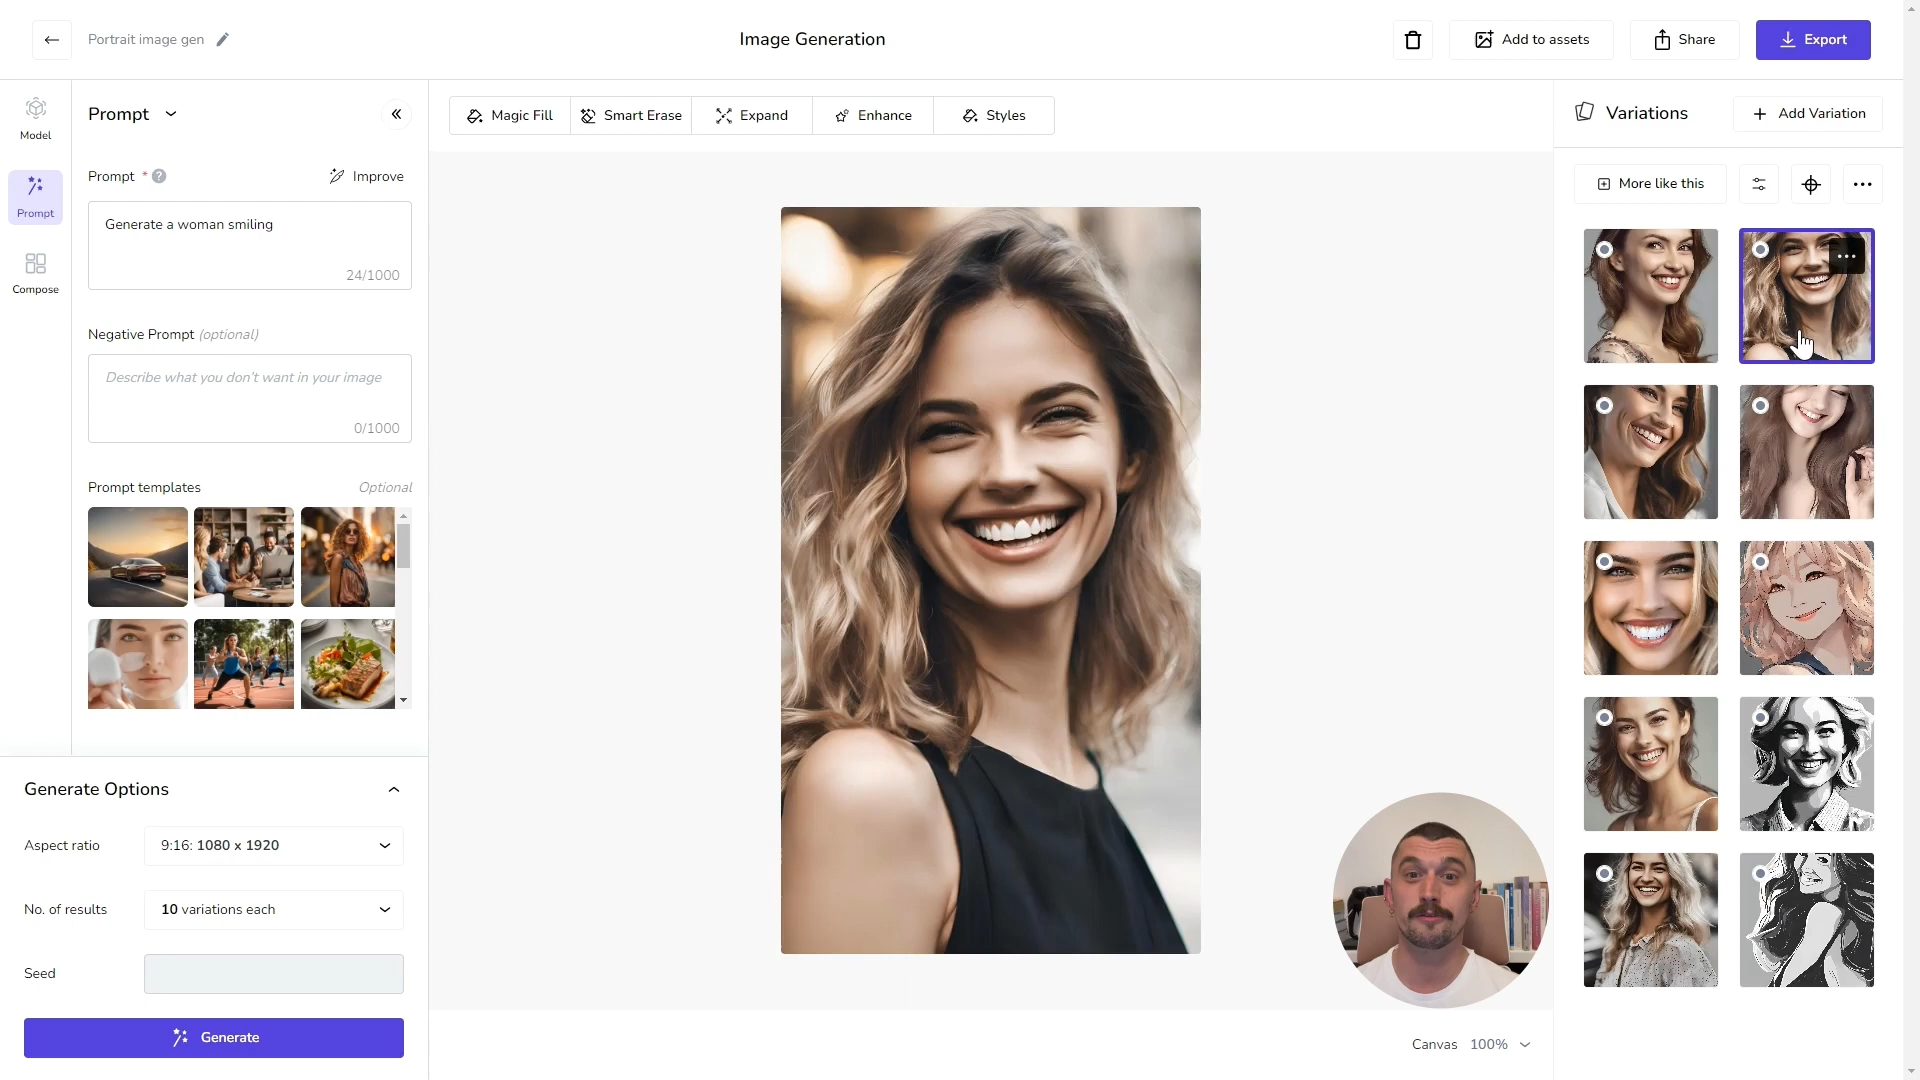 Portrait image gen
Image Generation
Add to assets
Share
Export
Model
Prompt
Compose
Prompt
Prompt * ?
Improve
Generate a woman smiling
24/1000
Negative Prompt (optional)
Describe what you don't want in your image
0/1000
Prompt templates
Optional
Generate Options
Aspect ratio
9:16: 1080 x 1920
No. of results
10 variations each
Seed
Generate
Magic Fill
Smart Erase
Expand
Enhance
Styles
Canvas 100%
Variations
Add Variation
More like this